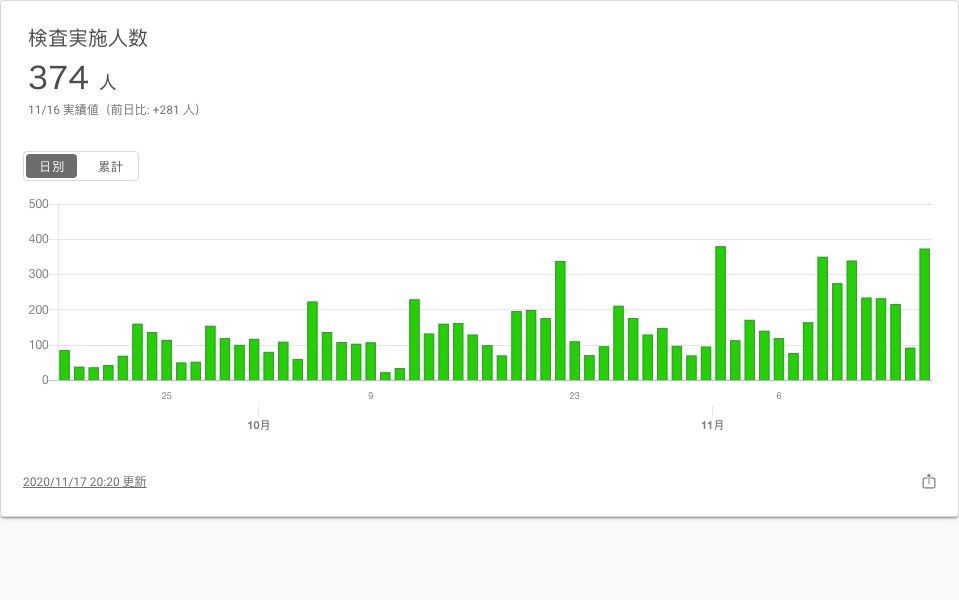 検査実施人数
374 人
11/16 実績値（前日比: +281 人）
日別 累計
500
400
300
200
100
0
25 9 23 6
10月 11月
2020/11/17 20:20 更新